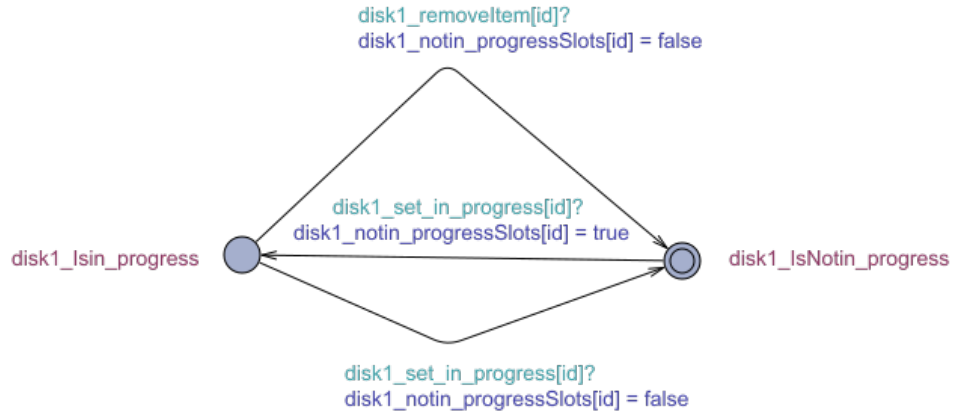 disk1_removeItem[id]?
disk1_notin_progressSlots[id] = false
disk1_set_in_progress[id]?
disk1_notin_progressSlots[id] = true
disk1_Isin_progress
disk1_IsNotin_progress
disk1_set_in_progress[id]?
disk1_notin_progressSlots[id] = false